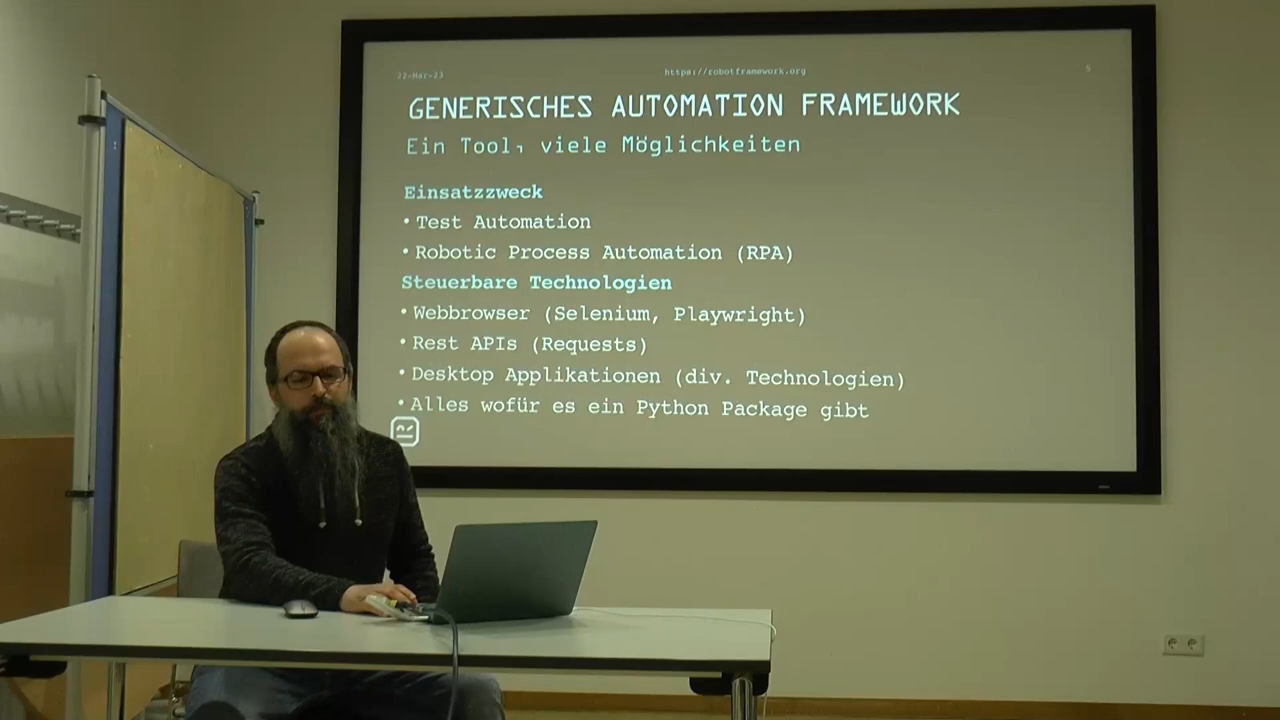 22-Mar-23
https://robotframework.org
9
GENERISCHES AUTOMATION FRAMEWORK
Ein Tool, viele Möglichkeiten
Einsatzzweck
• Test Automation
• Robotic Process Automation (RPA)
Steuerbare Technologien
• Webbrowser (Selenium, Playwright)
• Rest APIs (Requests)
• Desktop Applikationen (div. Technologien)
• Alles wofür es ein Python Package gibt